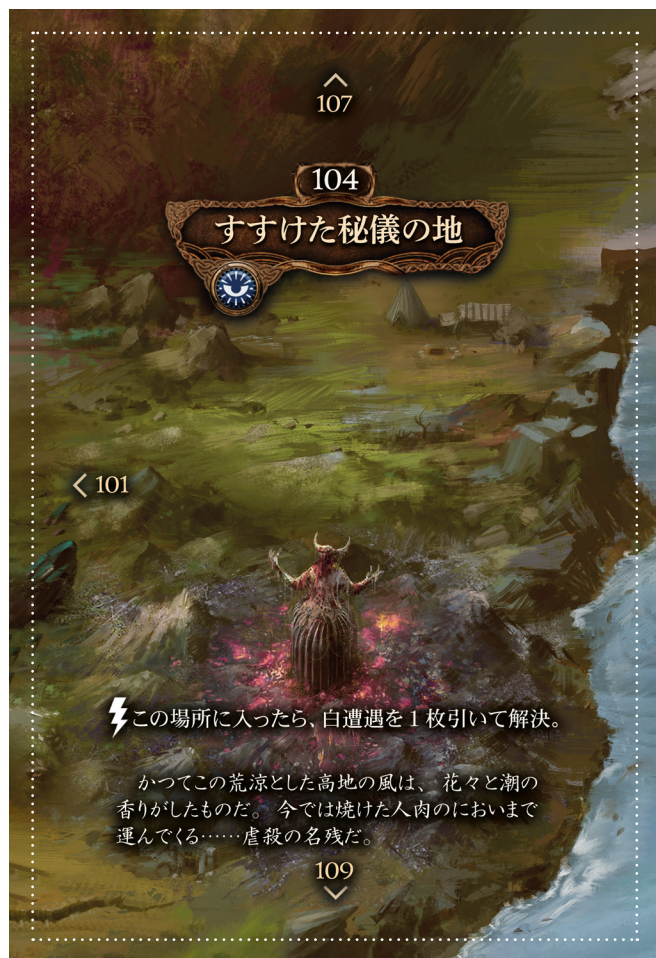 107
104
すすけた秘儀の地
101
この場所に入ったら、白遭遇を1枚引いて解決。
かつてこの荒涼とした高地の風は、花々と潮の
香りがしたものだ。今では焼けた人肉のにおいまで
運んでくる……虐殺の名残だ。
109